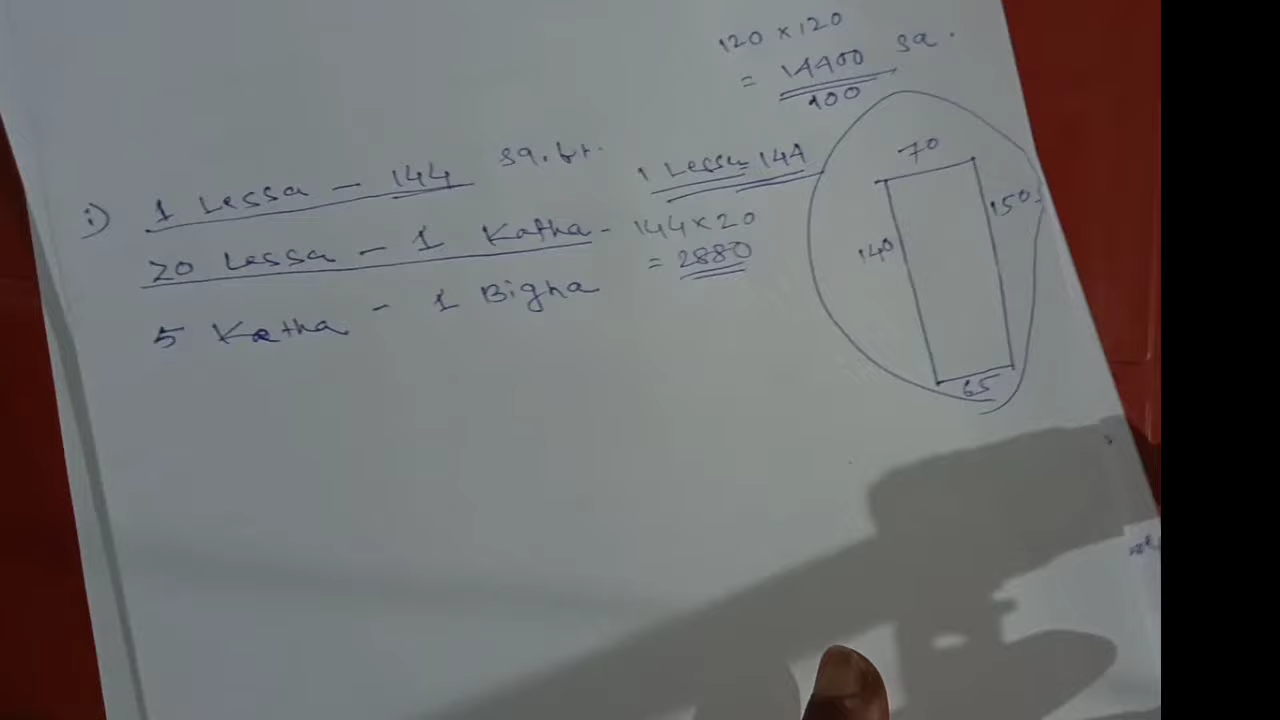 120 x 120
= 14400 sq.
100
i) 1 Lessa - 144 sq. ft.
1 Lessa = 144
20 Lessa - 1 Katha - 144 x 20
= 2880
5 Katha - 1 Bigha
70
150
140
65